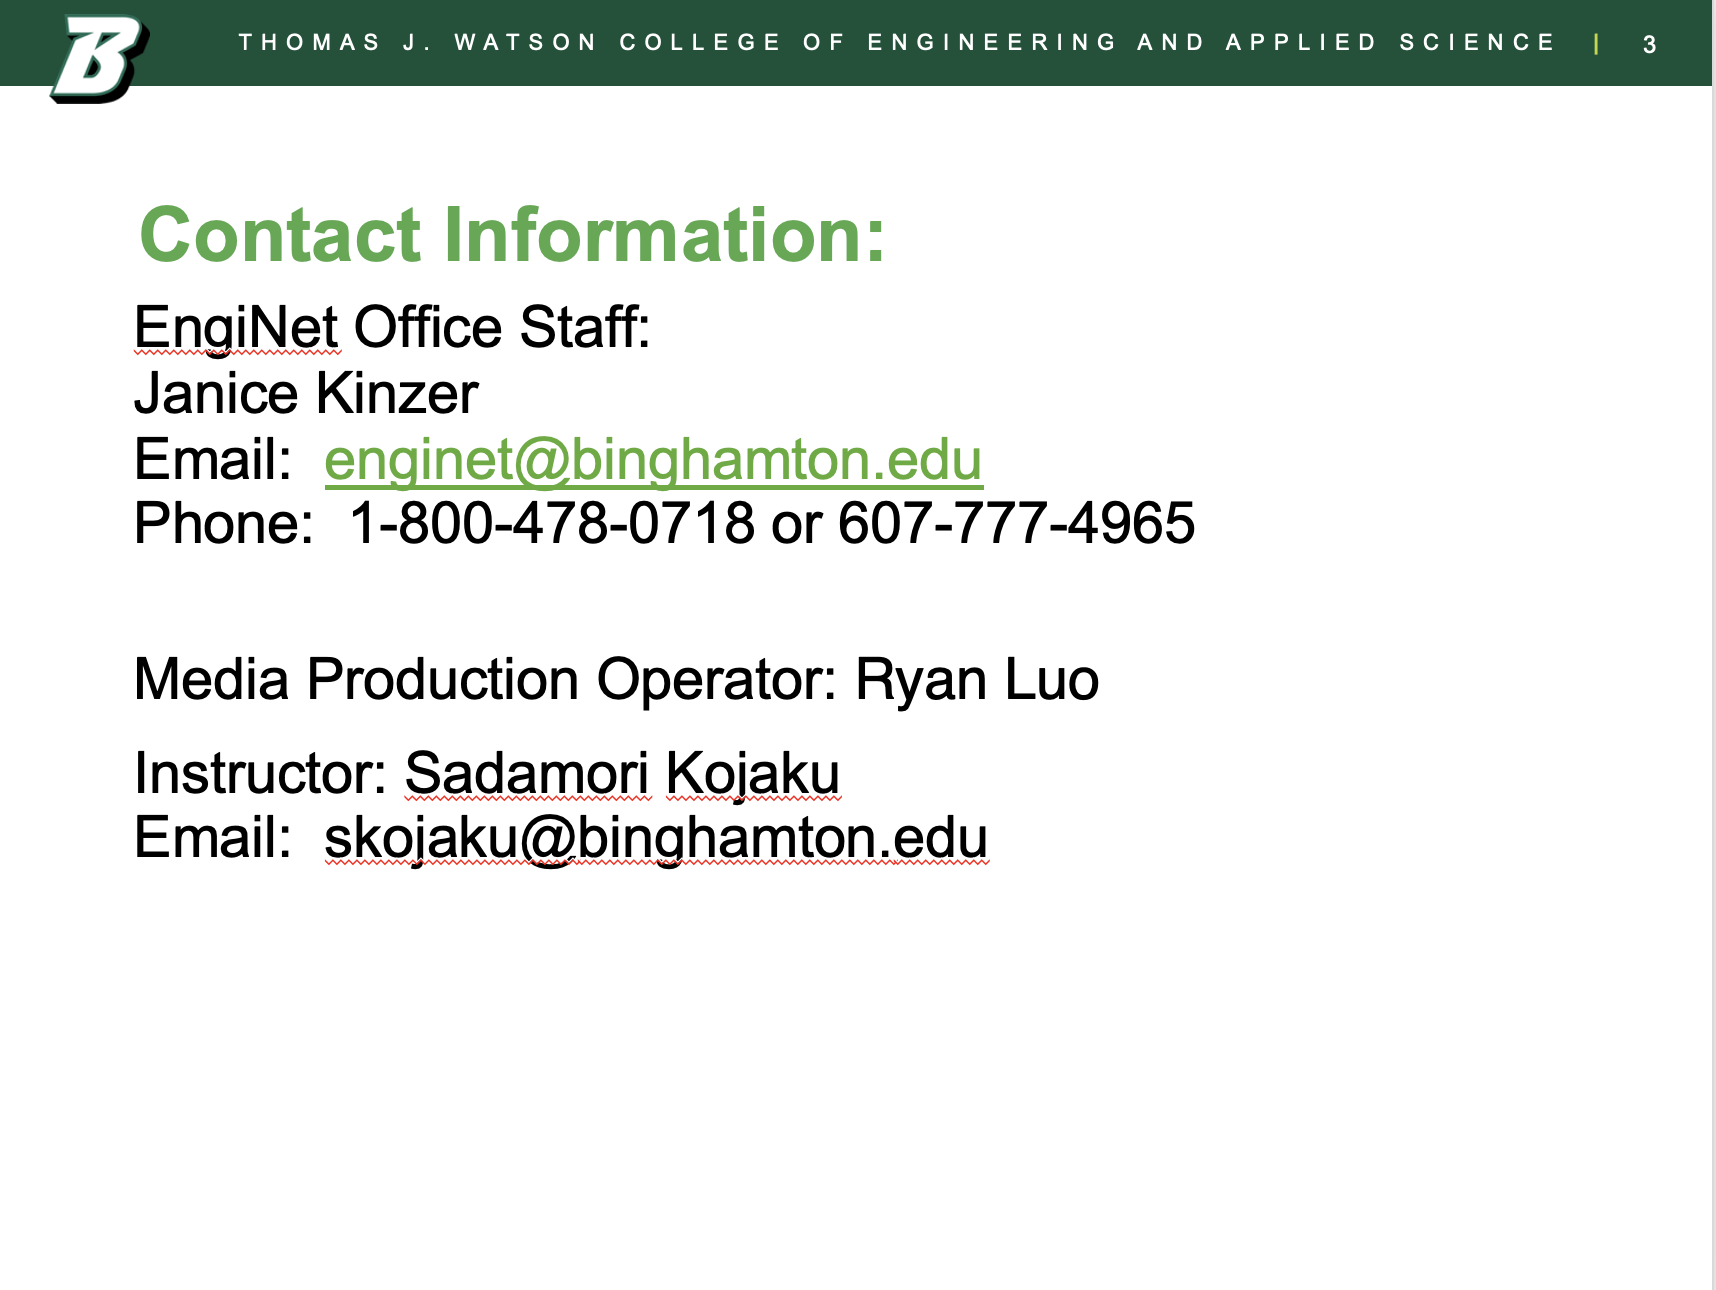 B
THOMAS J. WATSON COLLEGE OF ENGINEERING AND APPLIED SCIENCE | 3
Contact Information:
EngiNet Office Staff:
Janice Kinzer
Email: enginet@binghamton.edu
Phone: 1-800-478-0718 or 607-777-4965
Media Production Operator: Ryan Luo
Instructor: Sadamori Kojaku
Email: skojaku@binghamton.edu